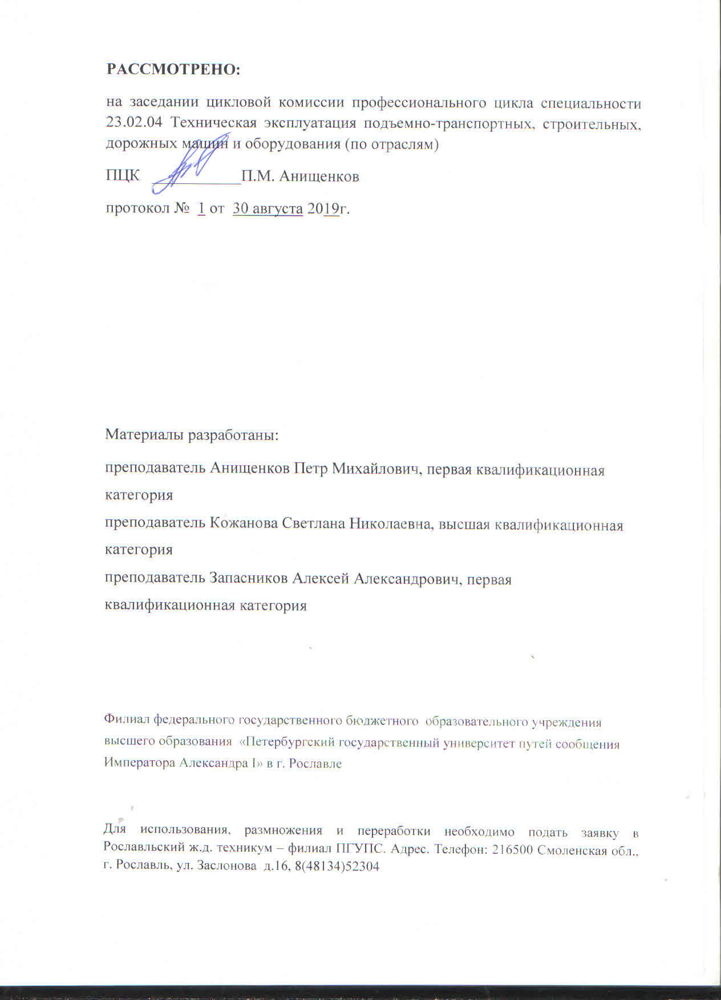 РАССМОТРЕНО:
на заседании цикловой комиссии профессионального цикла специальности
23.02.04 Техническая эксплуатация подъемно-транспортных, строительных,
дорожных машин и оборудования (по отраслям)
ПЦК ____________П.М. Анищенков
протокол № 1 от 30 августа 2019г.
Материалы разработаны:
преподаватель Анищенков Петр Михайлович, первая квалификационная
категория
преподаватель Кожанова Светлана Николаевна, высшая квалификационная
категория
преподаватель Запасников Алексей Александрович, первая
квалификационная категория
Филиал федерального государственного бюджетного образовательного учреждения
высшего образования «Петербургский государственный университет путей сообщения
Императора Александра I» в г. Рославле
Для использования, размножения и переработки необходимо подать заявку в
Рославльский ж.д. техникум – филиал ПГУПС. Адрес. Телефон: 216500 Смоленская обл.,
г. Рославль, ул. Заслонова д.16, 8(48134)52304